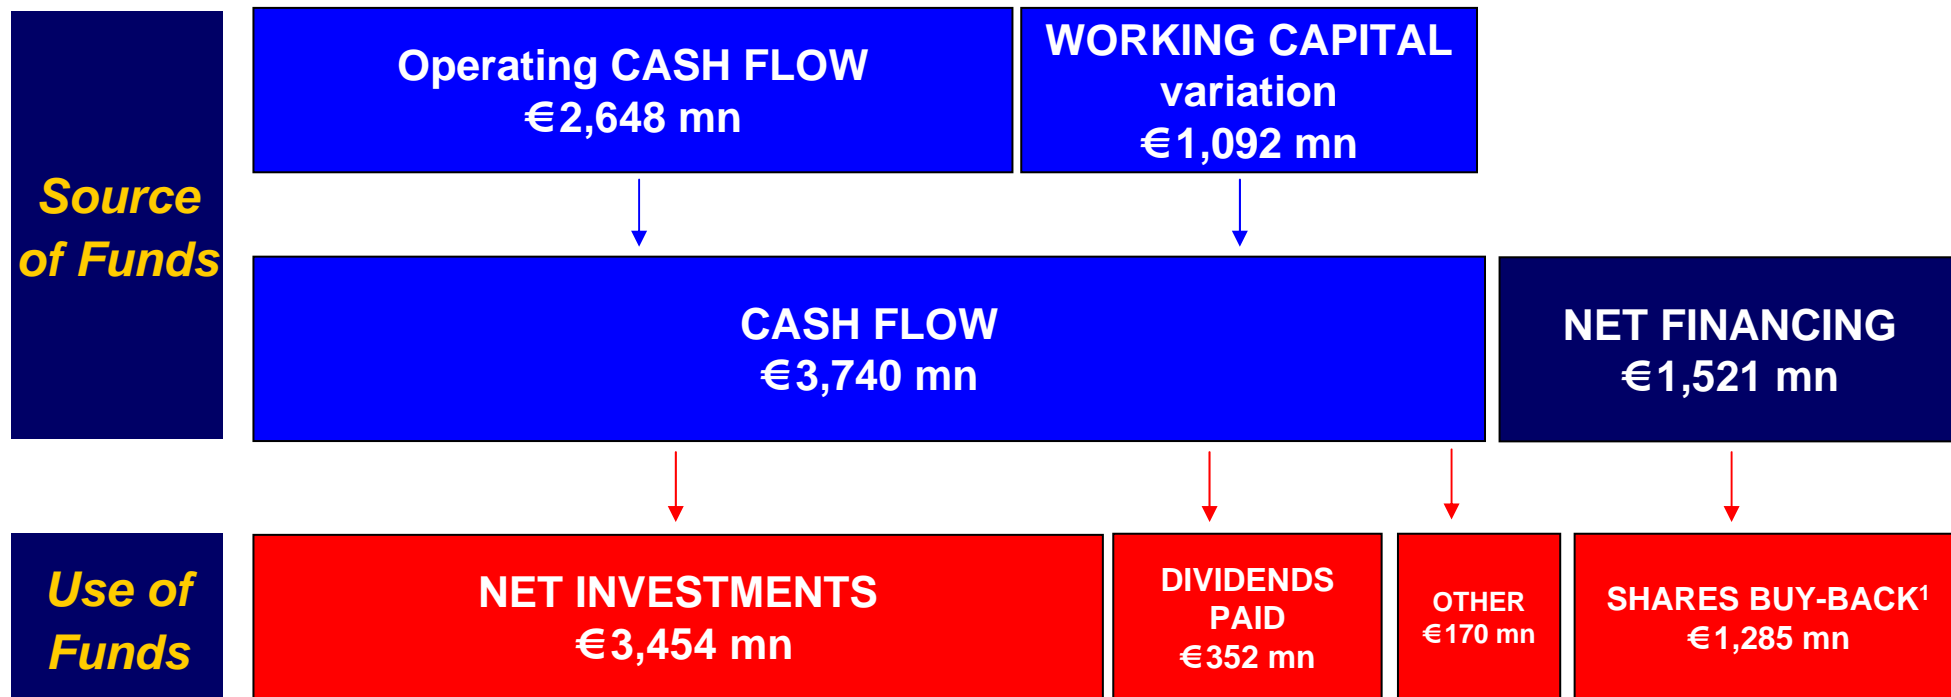 Source
of Funds
Operating CASH FLOW
€2,648 mn
WORKING CAPITAL
variation
€1,092 mn
CASH FLOW
€3,740 mn
NET FINANCING
€1,521 mn
Use of
Funds
NET INVESTMENTS
€3,454 mn
DIVIDENDS
PAID
€352 mn
OTHER
€170 mn
SHARES BUY-BACK¹
€1,285 mn